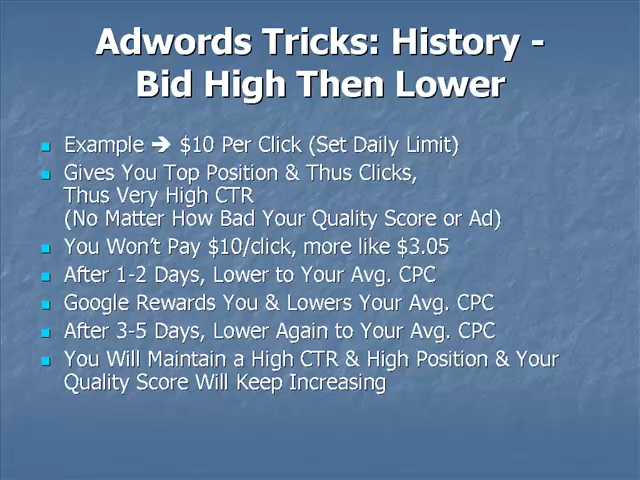 Adwords Tricks: History -
Bid High Then Lower
Example ➔ $10 Per Click (Set Daily Limit)
Gives You Top Position & Thus Clicks,
Thus Very High CTR
(No Matter How Bad Your Quality Score or Ad)
You Won't Pay $10/click, more like $3.05
After 1-2 Days, Lower to Your Avg. CPC
Google Rewards You & Lowers Your Avg. CPC
After 3-5 Days, Lower Again to Your Avg. CPC
You Will Maintain a High CTR & High Position & Your
Quality Score Will Keep Increasing